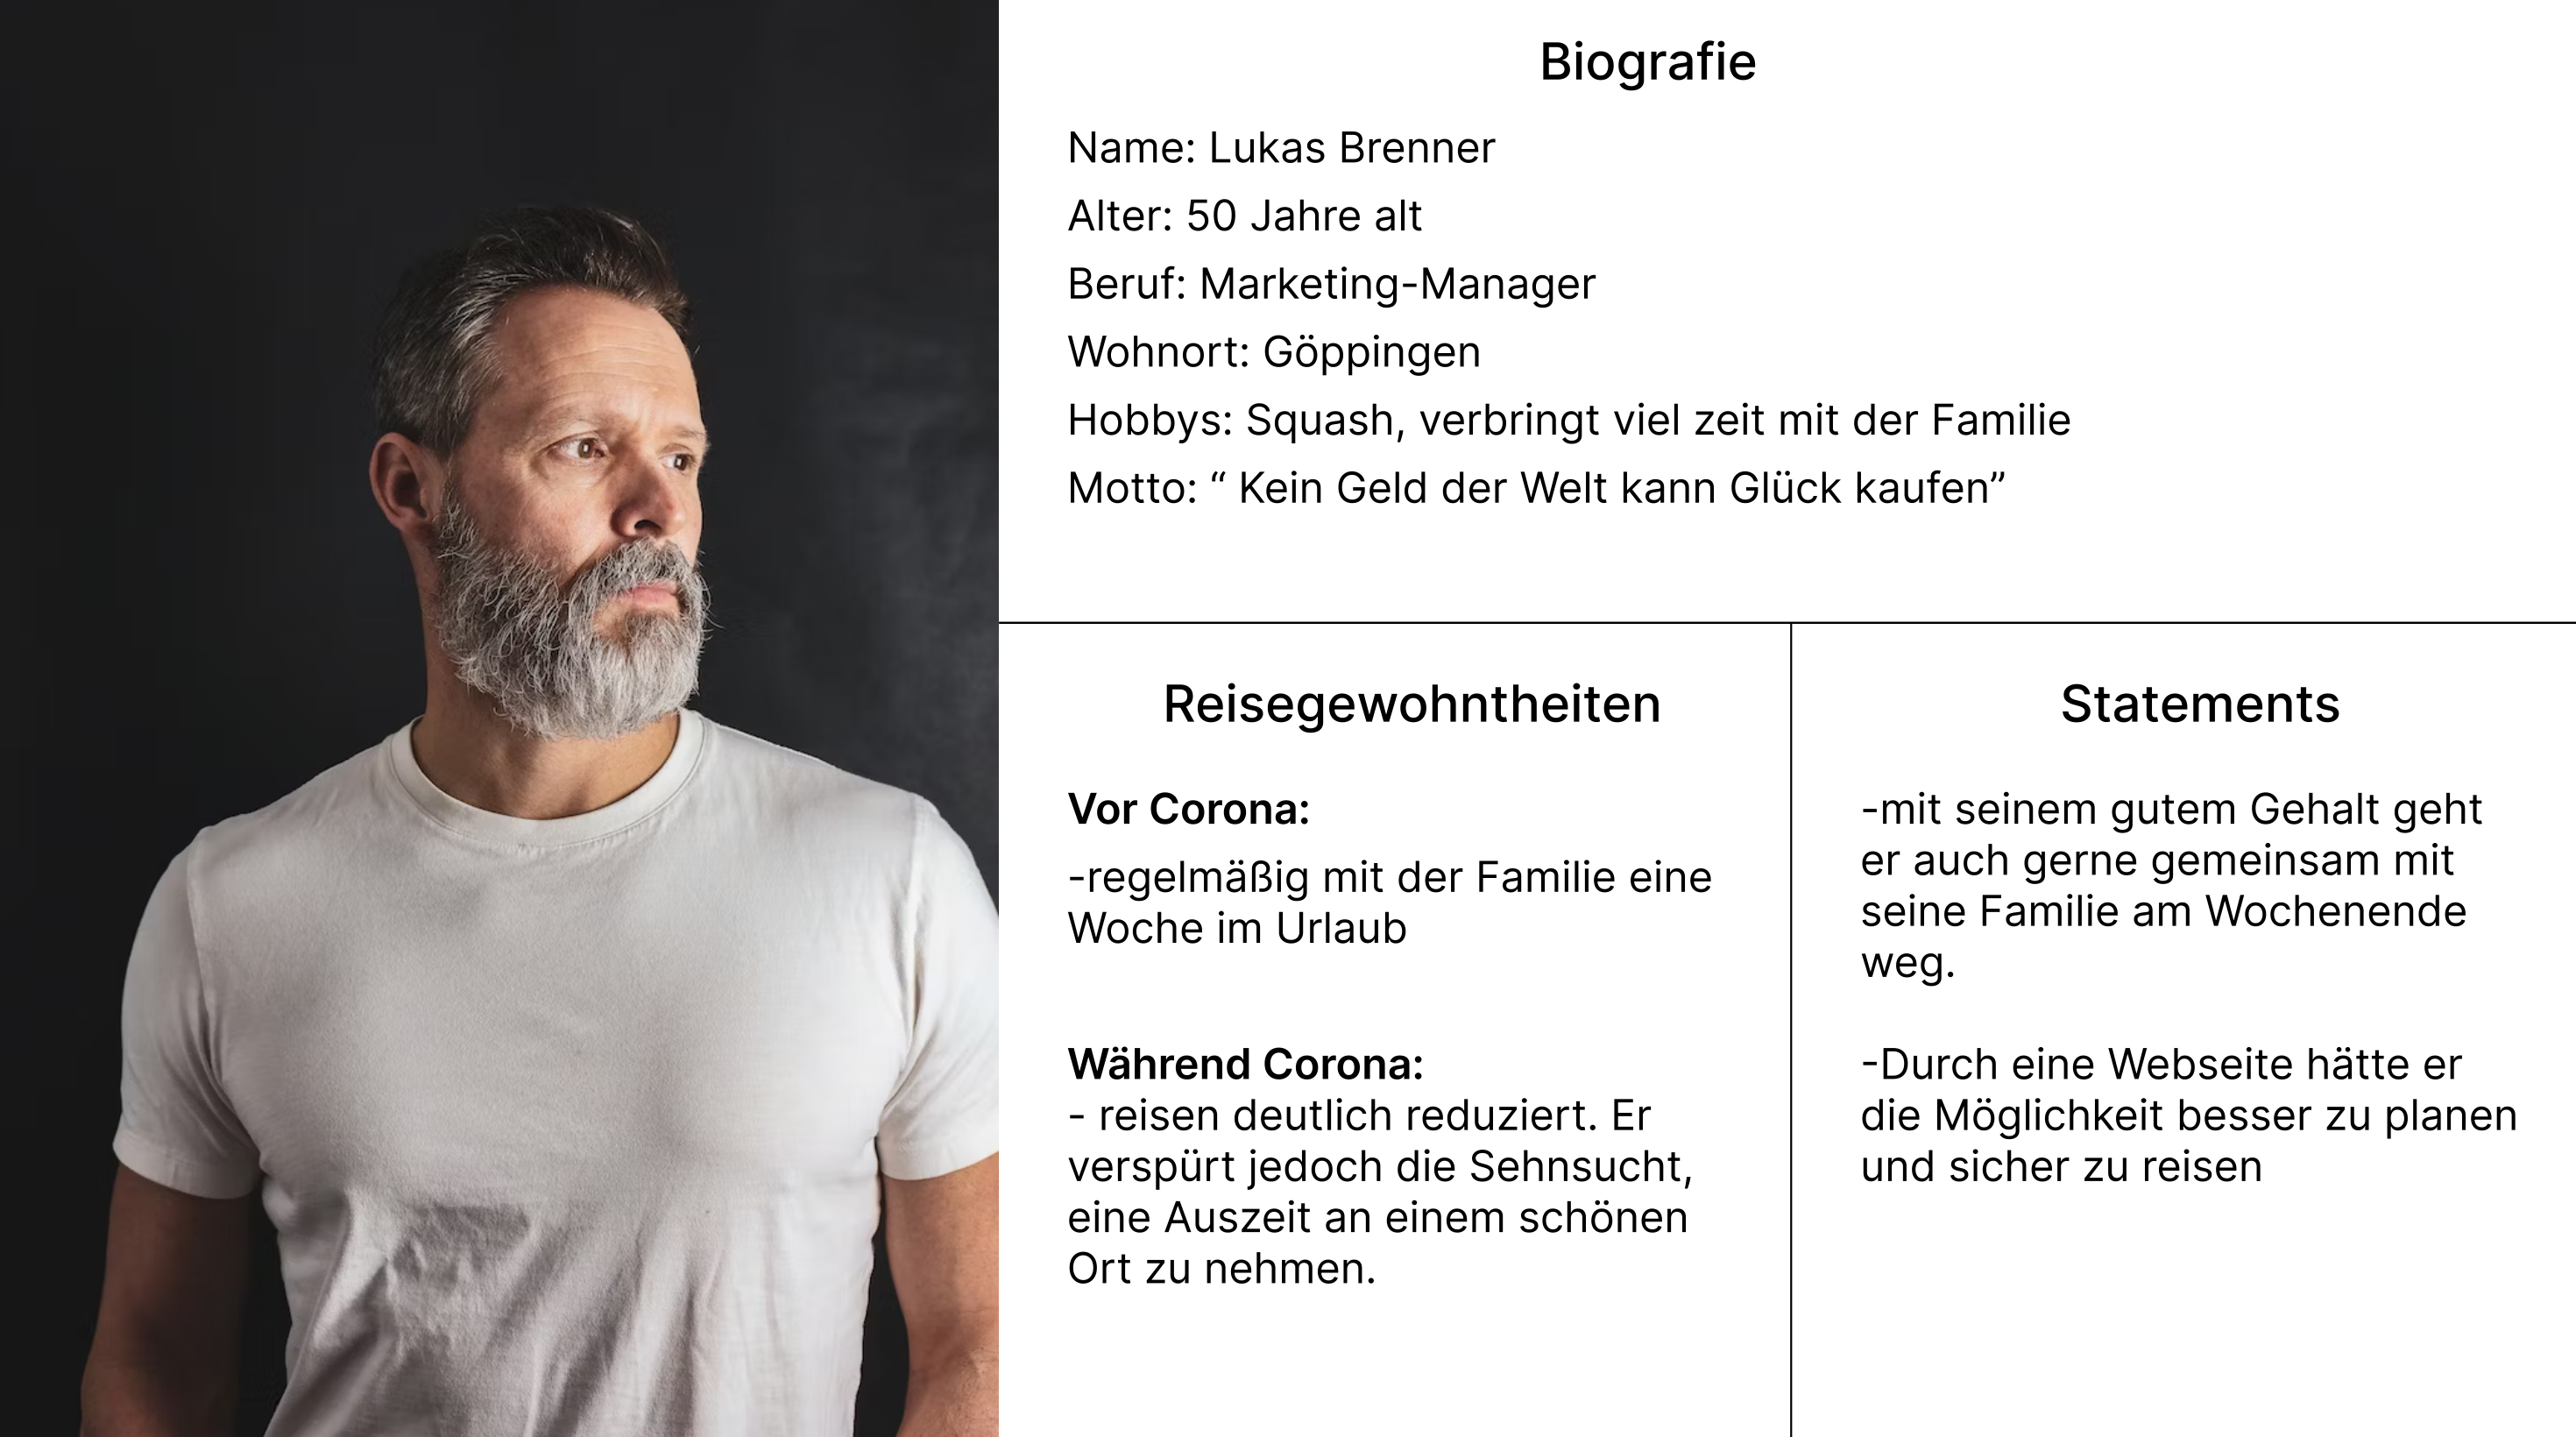 Biografie
Name: Lukas Brenner
Alter: 50 Jahre alt
Beruf: Marketing-Manager
Wohnort: Göppingen
Hobbys: Squash, verbringt viel zeit mit der Familie
Motto: “ Kein Geld der Welt kann Glück kaufen”
Reisegewohntheiten
Vor Corona:
-regelmäßig mit der Familie eine
Woche im Urlaub
Während Corona:
- reisen deutlich reduziert. Er
verspürt jedoch die Sehnsucht,
eine Auszeit an einem schönen
Ort zu nehmen.
Statements
-mit seinem gutem Gehalt geht
er auch gerne gemeinsam mit
seine Familie am Wochenende
weg.
-Durch eine Webseite hätte er
die Möglichkeit besser zu planen
und sicher zu reisen